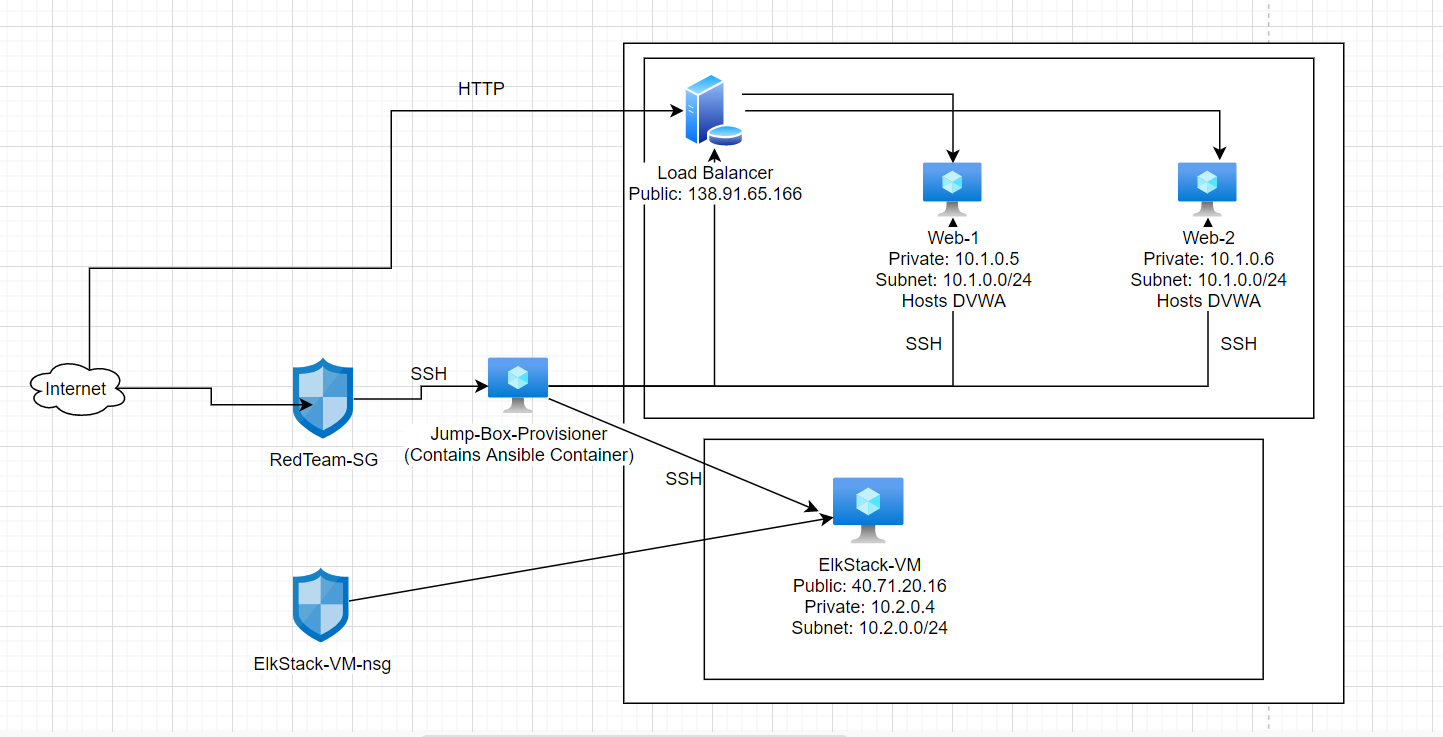 HTTP
Load Balancer
Public: 138.91.65.166
Web-1
Private: 10.1.0.5
Subnet: 10.1.0.0/24
Hosts DVWA
Web-2
Private: 10.1.0.6
Subnet: 10.1.0.0/24
Hosts DVWA
SSH
SSH
Internet
SSH
RedTeam-SG
Jump-Box-Provisioner
(Contains Ansible Container)
SSH
ElkStack-VM
Public: 40.71.20.16
Private: 10.2.0.4
Subnet: 10.2.0.0/24
ElkStack-VM-nsg